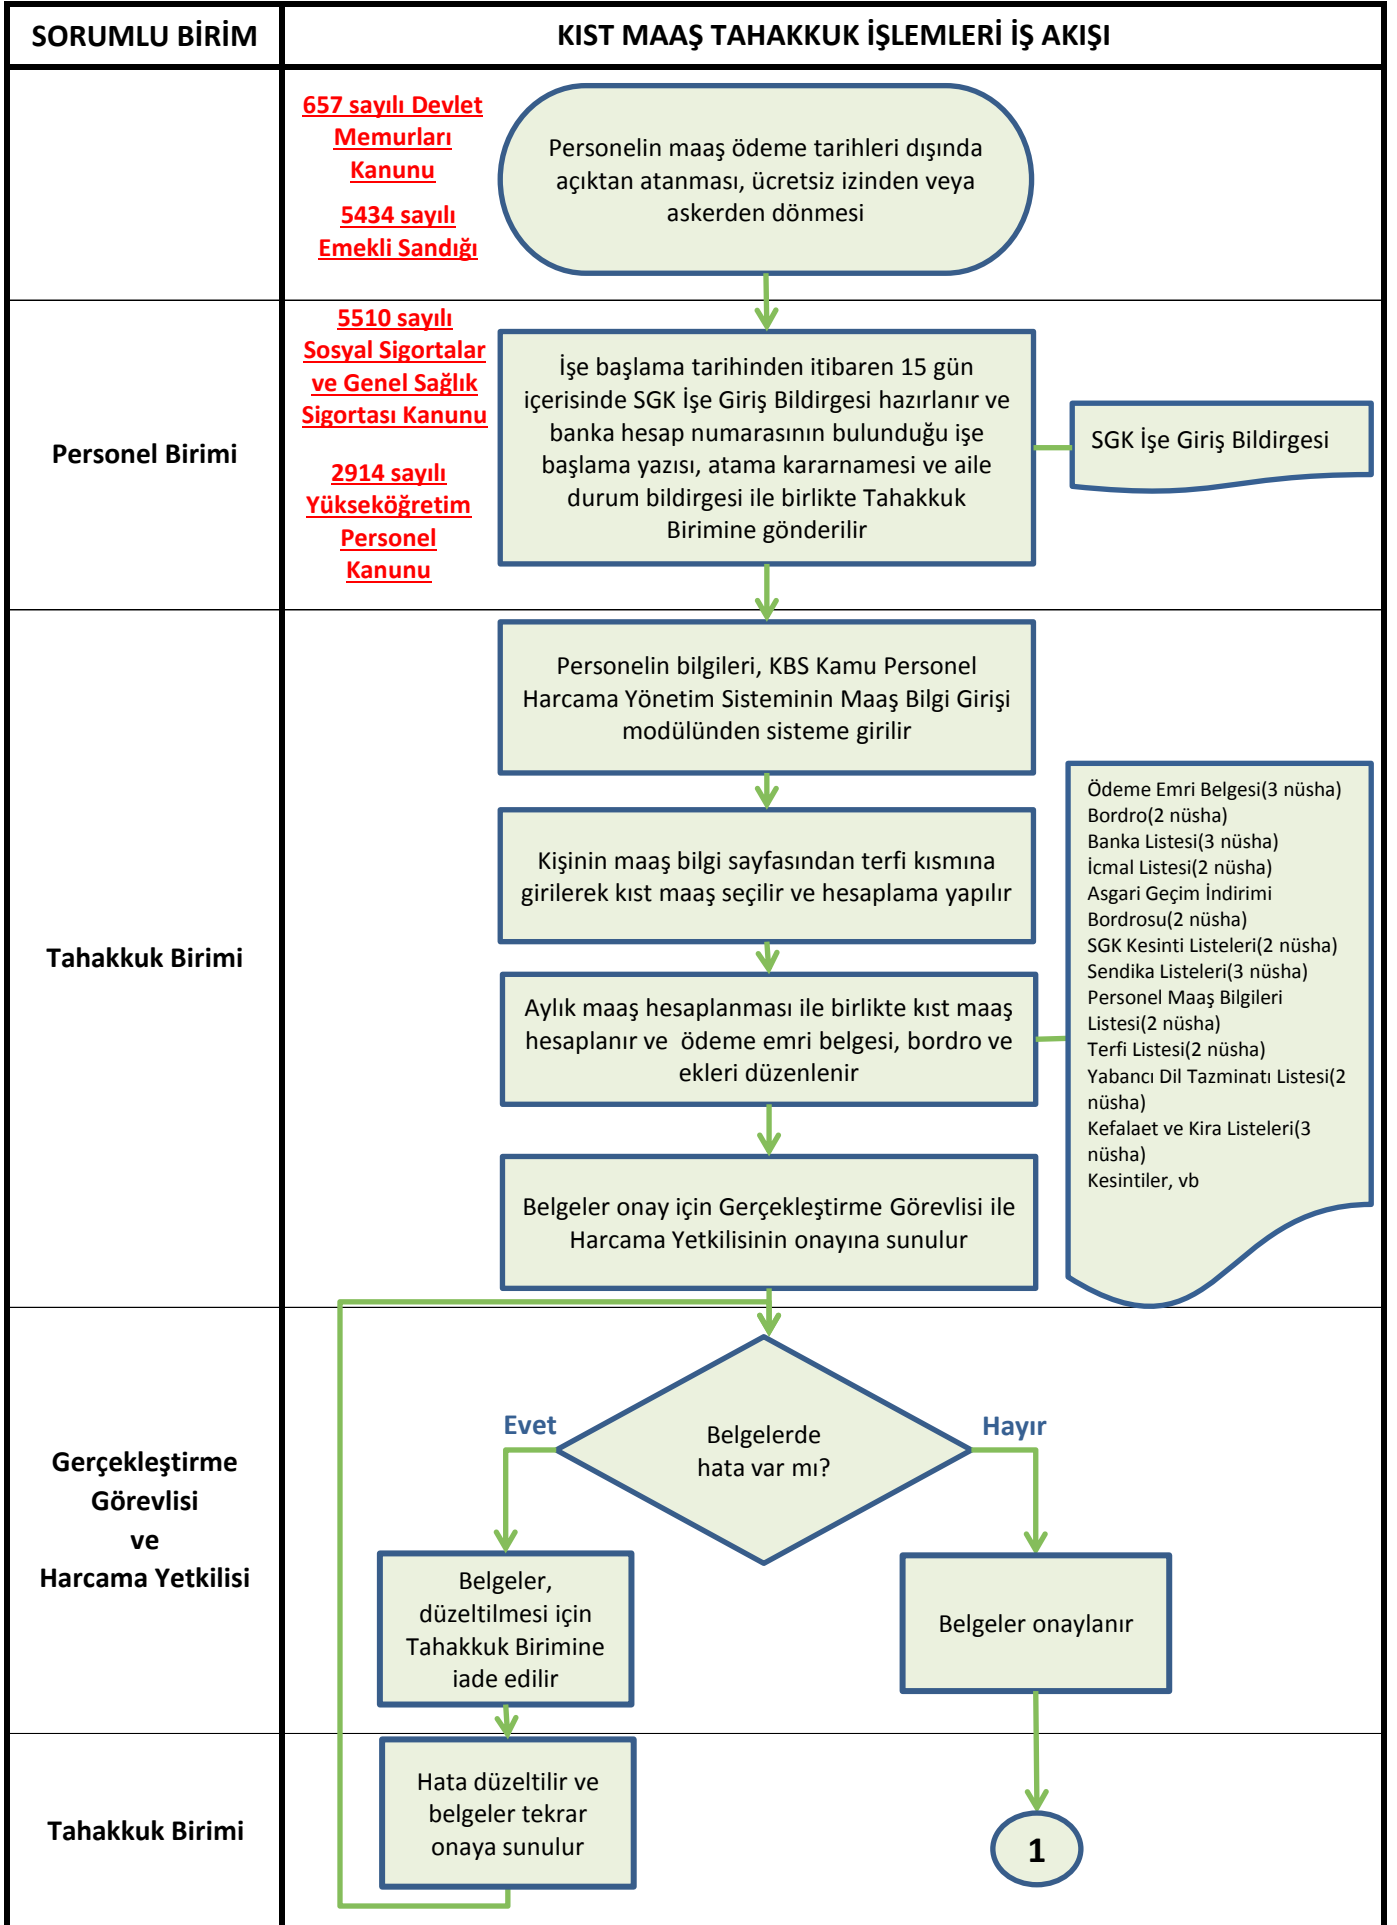 SORUMLU BİRİM
KIST MAAŞ TAHAKKUK İŞLEMLERİ İŞ AKIŞI
657 sayılı Devlet
Memurları
Kanunu
5434 sayılı
Emekli Sandığı
Personelin maaş ödeme tarihleri dışında
açıktan atanması, ücretsiz izinden veya
askerden dönmesi
Personel Birimi
5510 sayılı
Sosyal Sigortalar
ve Genel Sağlık
Sigortası Kanunu
2914 sayılı
Yükseköğretim
Personel
Kanunu
İşe başlama tarihinden itibaren 15 gün
içerisinde SGK İşe Giriş Bildirgesi hazırlanır ve
banka hesap numarasının bulunduğu işe
başlama yazısı, atama kararnamesi ve aile
durum bildirgesi ile birlikte Tahakkuk
Birimine gönderilir
SGK İşe Giriş Bildirgesi
Tahakkuk Birimi
Personelin bilgileri, KBS Kamu Personel
Harcama Yönetim Sisteminin Maaş Bilgi Girişi
modülünden sisteme girilir
Kişinin maaş bilgi sayfasından terfi kısmına
girilerek kıst maaş seçilir ve hesaplama yapılır
Aylık maaş hesaplanması ile birlikte kıst maaş
hesaplanır ve  ödeme emri belgesi, bordro ve
ekleri düzenlenir
Ödeme Emri Belgesi(3 nüsha)
Bordro(2 nüsha)
Banka Listesi(3 nüsha)
İcmal Listesi(2 nüsha)
Asgari Geçim İndirimi
Bordrosu(2 nüsha)
SGK Kesinti Listeleri(2 nüsha)
Sendika Listeleri(3 nüsha)
Personel Maaş Bilgileri
Listesi(2 nüsha)
Terfi Listesi(2 nüsha)
Yabancı Dil Tazminatı Listesi(2
nüsha)
Kefalaet ve Kira Listeleri(3
nüsha)
Kesintiler, vb
Belgeler onay için Gerçekleştirme Görevlisi ile
Harcama Yetkilisinin onayına sunulur
Gerçekleştirme
Görevlisi
ve
Harcama Yetkilisi
Evet
Belgelerde
hata var mı?
Hayır
Belgeler,
düzeltilmesi için
Tahakkuk Birimine
iade edilir
Belgeler onaylanır
Tahakkuk Birimi
Hata düzeltilir ve
belgeler tekrar
onaya sunulur
1